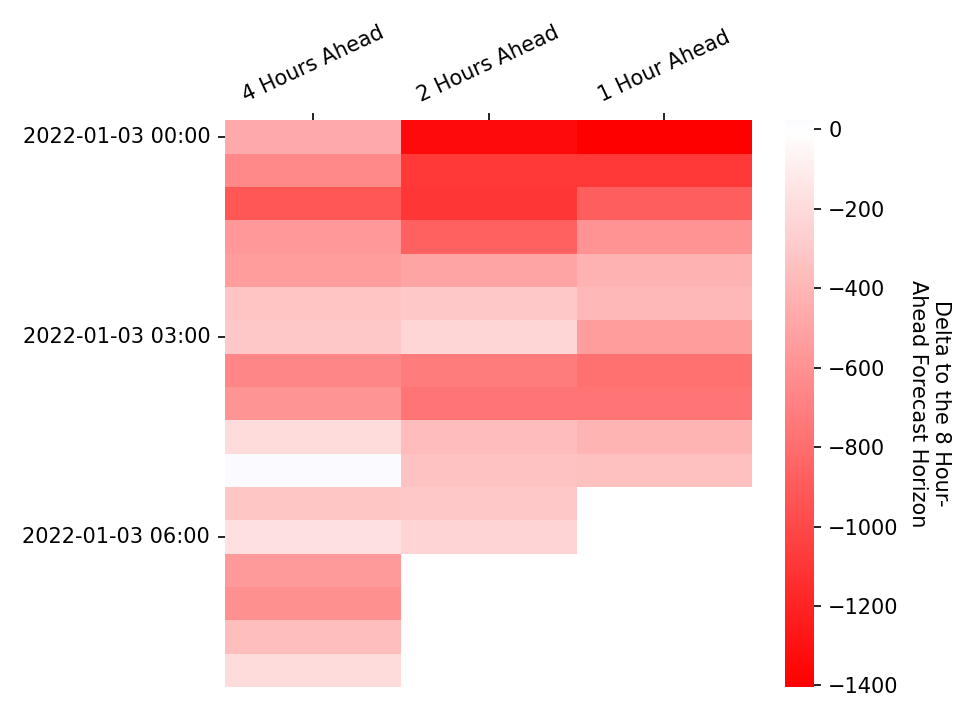 4 Hours Ahead
2 Hours Ahead
1 Hour Ahead
2022-01-03 00:00
2022-01-03 03:00
2022-01-03 06:00
0
−200
−400
−600
−800
−1000
−1200
−1400
Delta to the 8 Hour-
Ahead Forecast Horizon